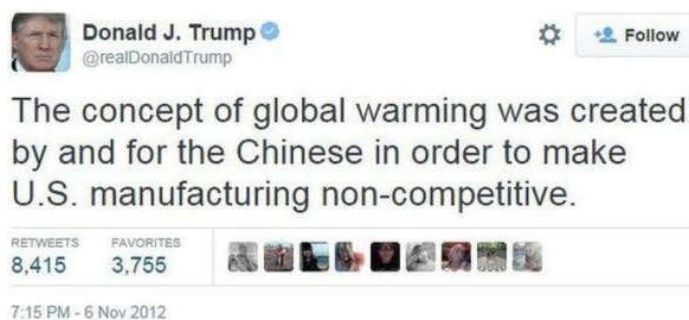 Donald J. Trump
Follow
@realDonaldTrump
The concept of global warming was created
by and for the Chinese in order to make
U.S. manufacturing non-competitive.
RETWEETS FAVORITES
8,415 3,755
7:15 PM - 6 Nov 2012